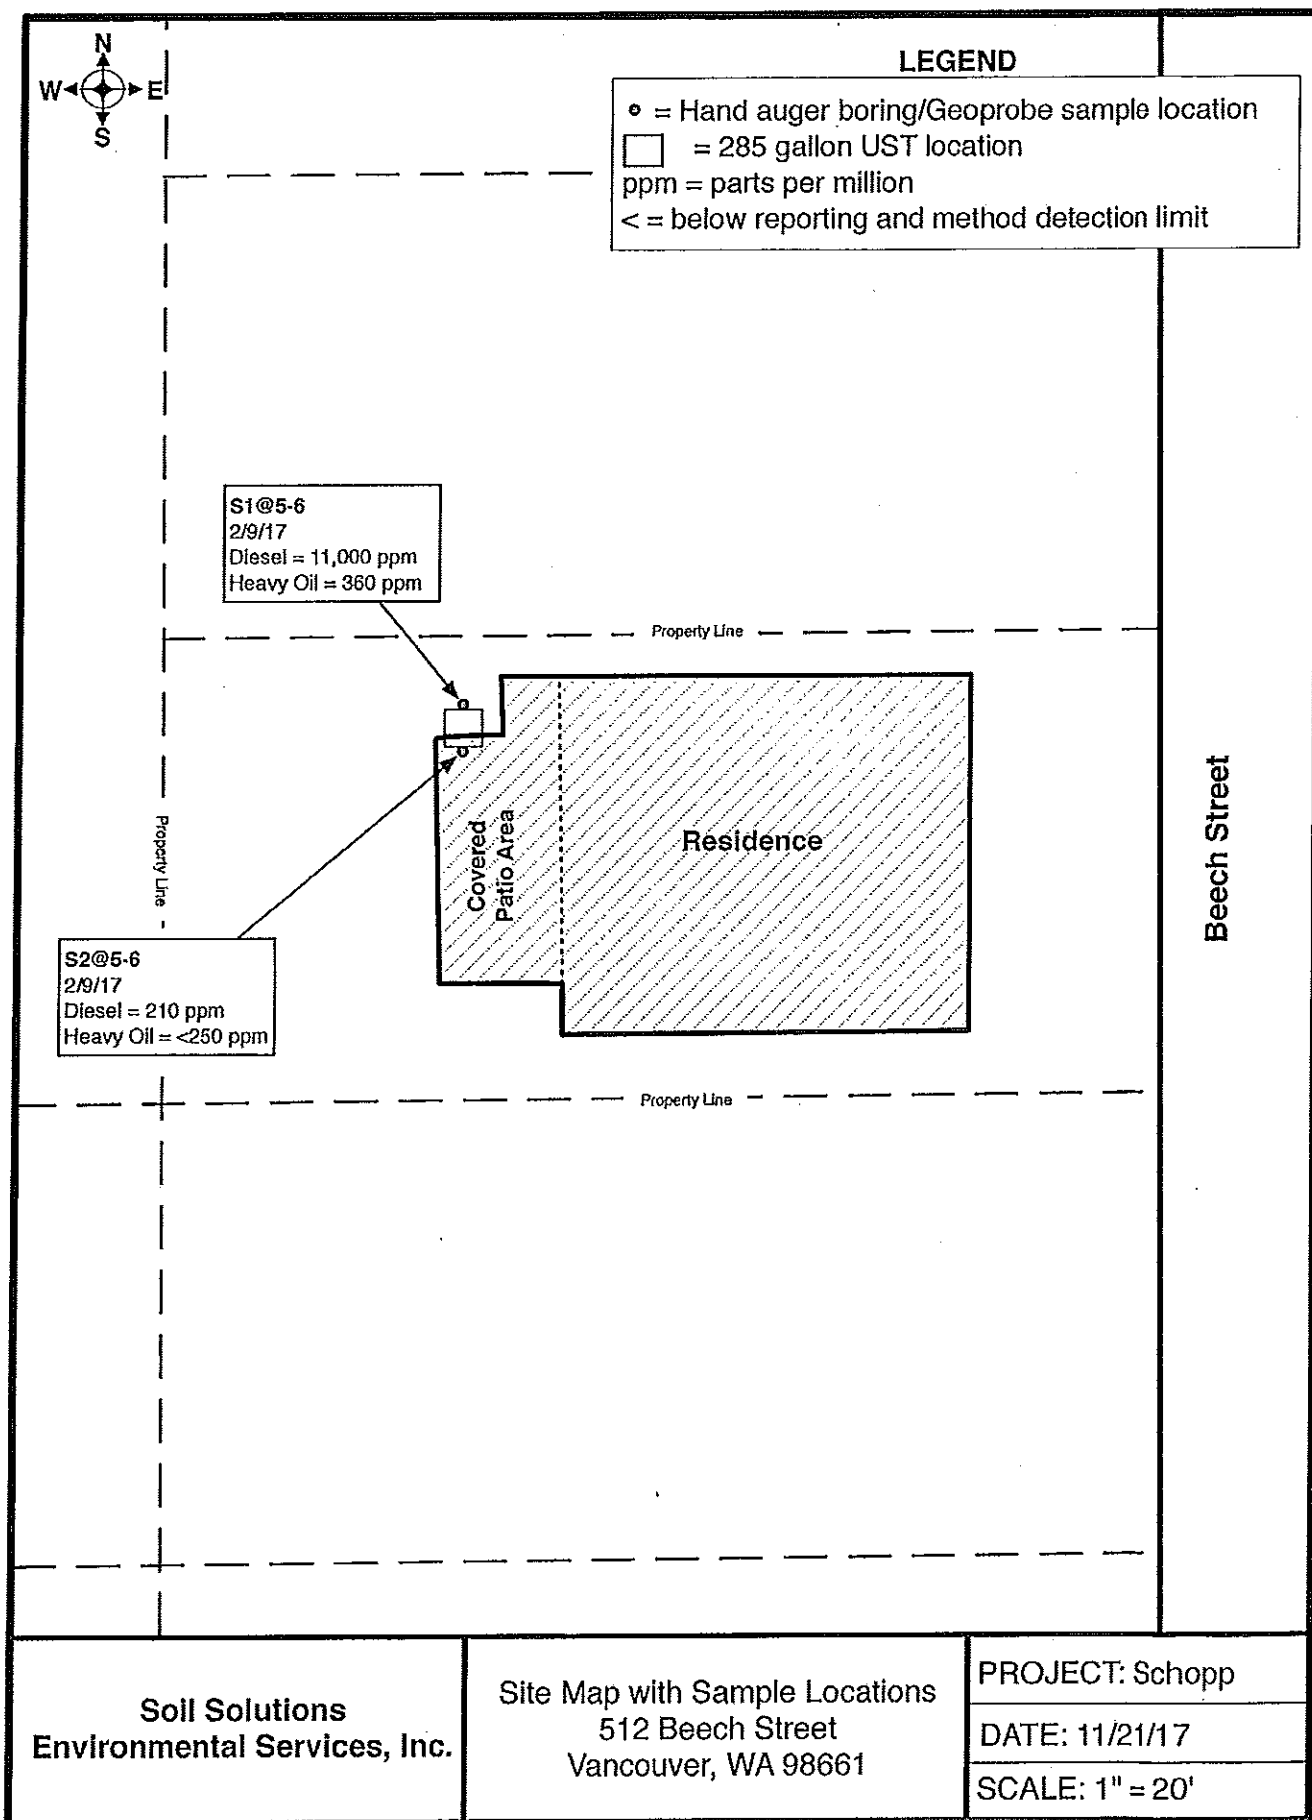 N
W E
S
LEGEND
= Hand auger boring/Geoprobe sample location
= 285 gallon UST location
ppm = parts per million
< = below reporting and method detection limit
S1@5-6
2/9/17
Diesel = 11,000 ppm
Heavy Oil = 360 ppm
Property Line
Property Line
Covered
Patio Area
Residence
Beech Street
S2@5-6
2/9/17
Diesel = 210 ppm
Heavy Oil = <250 ppm
Property Line
Soil Solutions
Environmental Services, Inc.
Site Map with Sample Locations
512 Beech Street
Vancouver, WA 98661
PROJECT: Schopp
DATE: 11/21/17
SCALE: 1" = 20'